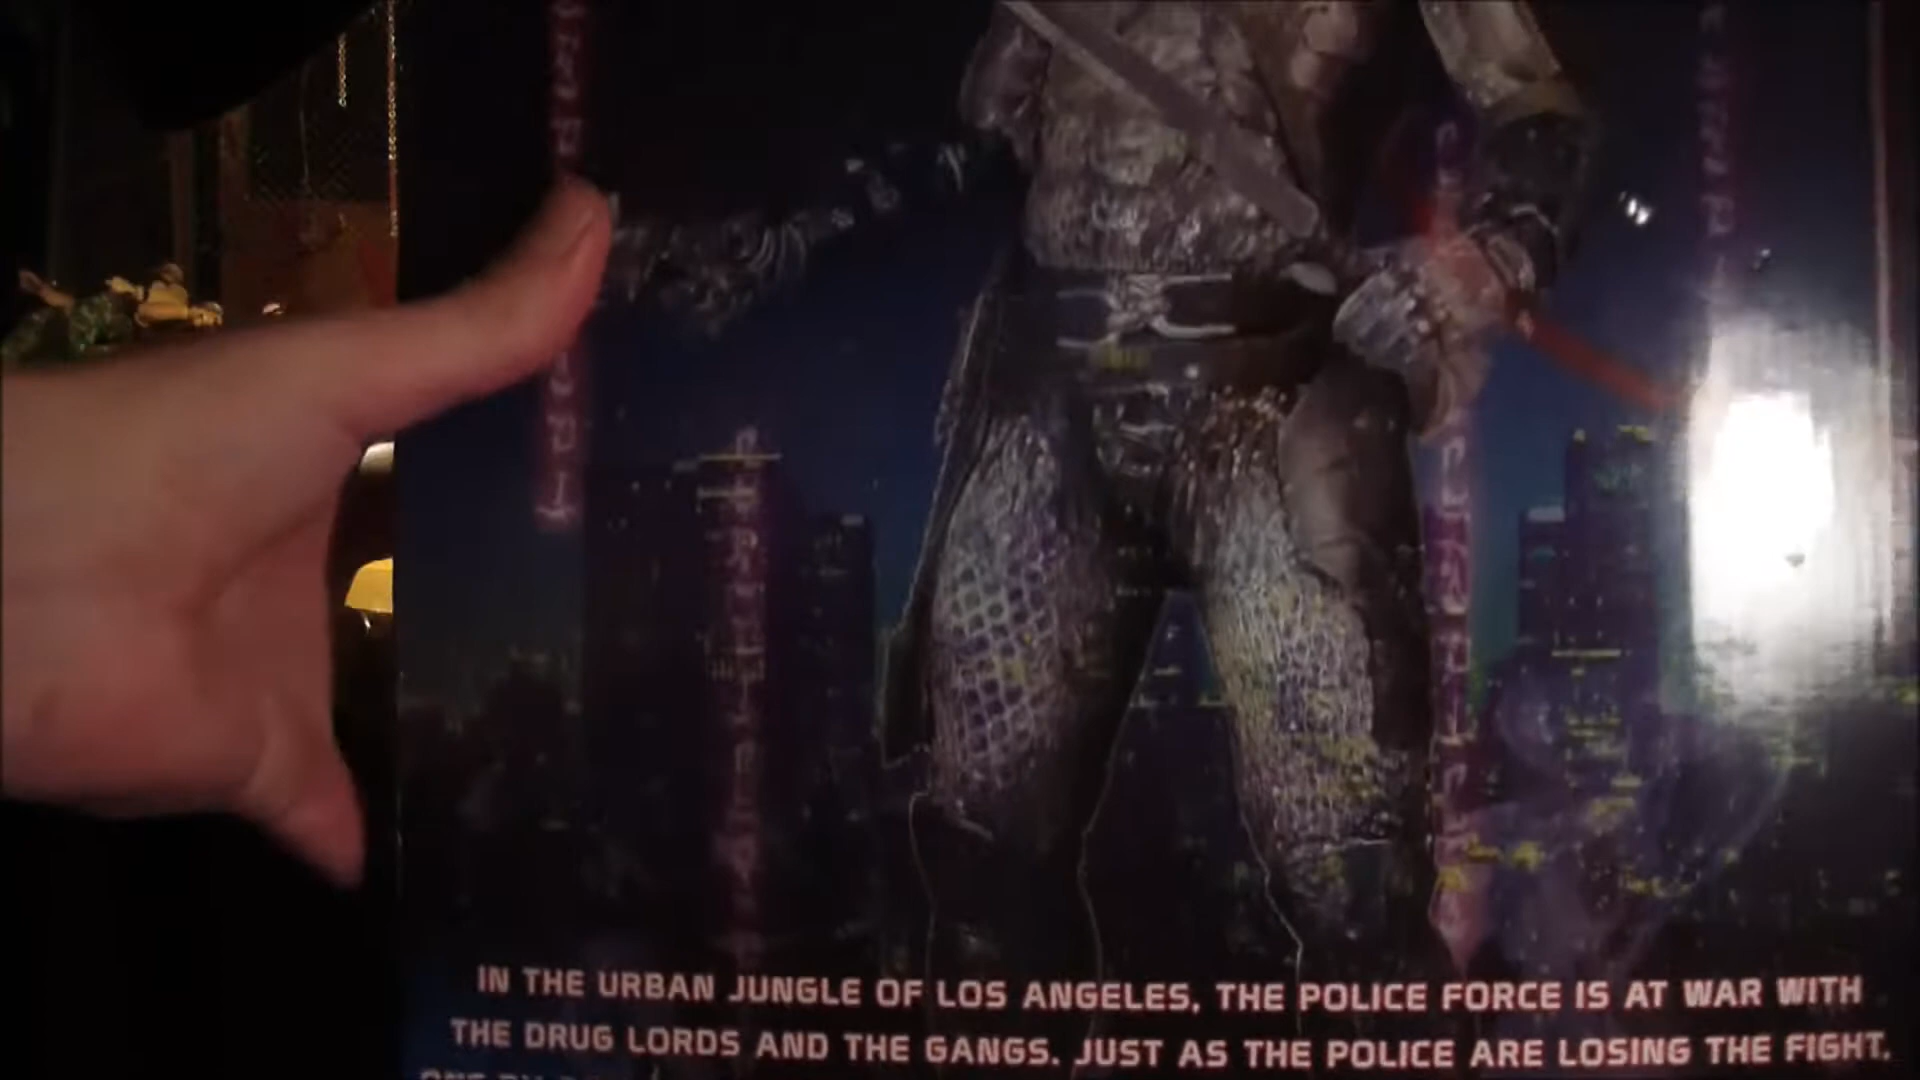 IN THE URBAN JUNGLE OF LOS ANGELES, THE POLICE FORCE IS AT WAR WITH
THE DRUG LORDS AND THE GANGS. JUST AS THE POLICE ARE LOSING THE FIGHT,